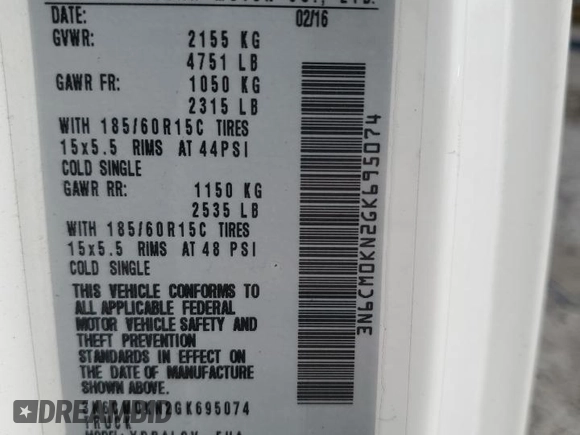 DATE: 02/16
GVWR: 2155 KG
4751 LB
GAWR FR: 1050 KG
2315 LB
WITH 185/60R15C TIRES
15x5.5 RIMS AT 44PSI
COLD SINGLE
GAWR RR: 1150 KG
2535 LB
WITH 185/60R15C TIRES
15x5.5 RIMS AT 48 PSI
COLD SINGLE
THIS VEHICLE CONFORMS TO
ALL APPLICABLE FEDERAL
MOTOR VEHICLE SAFETY AND
THEFT PREVENTION
STANDARDS IN EFFECT ON
THE DATE OF MANUFACTURE
SHOWN ABOVE.
3N6CM0KN2GK695074
TRUCK
3N6CM0KN2GK695074
DREAMBID